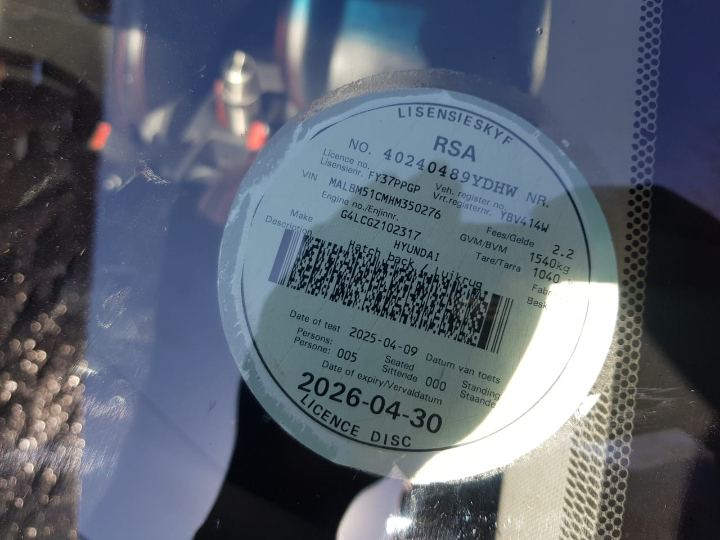 LISENSIESKYF
RSA
NO. 40240489YDHW NR.
Licence no. Lisensienr. FY37PPGP Veh. register no. Vrt.registernr. YBV414W
VIN MALBM51CMHM350276 Fees/Gelde 2.2
Engine no./Enjinnr. G4LCGZ102317 GVM/BVM 1540kg
Make HYUNDAI Tare/Tarra 1040
Description Hatch back / Luikrug
Date of test 2025-04-09 Datum van toets
Persons: Persone: 005 Seated Sittende 000 Standing Staande
Date of expiry/Vervaldatum
2026-04-30
LICENCE DISC